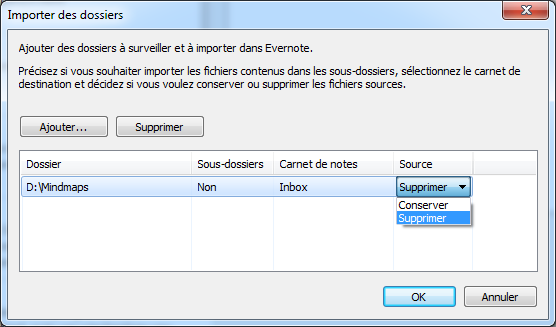 Importer des dossiers
Ajouter des dossiers à surveiller et à importer dans Evernote.
Précisez si vous souhaiter importer les fichiers contenus dans les sous-dossiers, sélectionnez le carnet de
destination et décidez si vous voulez conserver ou supprimer les fichiers sources.
Ajouter... Supprimer
Dossier Sous-dossiers Carnet de notes Source
D:\Mindmaps Non Inbox Supprimer
Conserver
Supprimer
OK Annuler